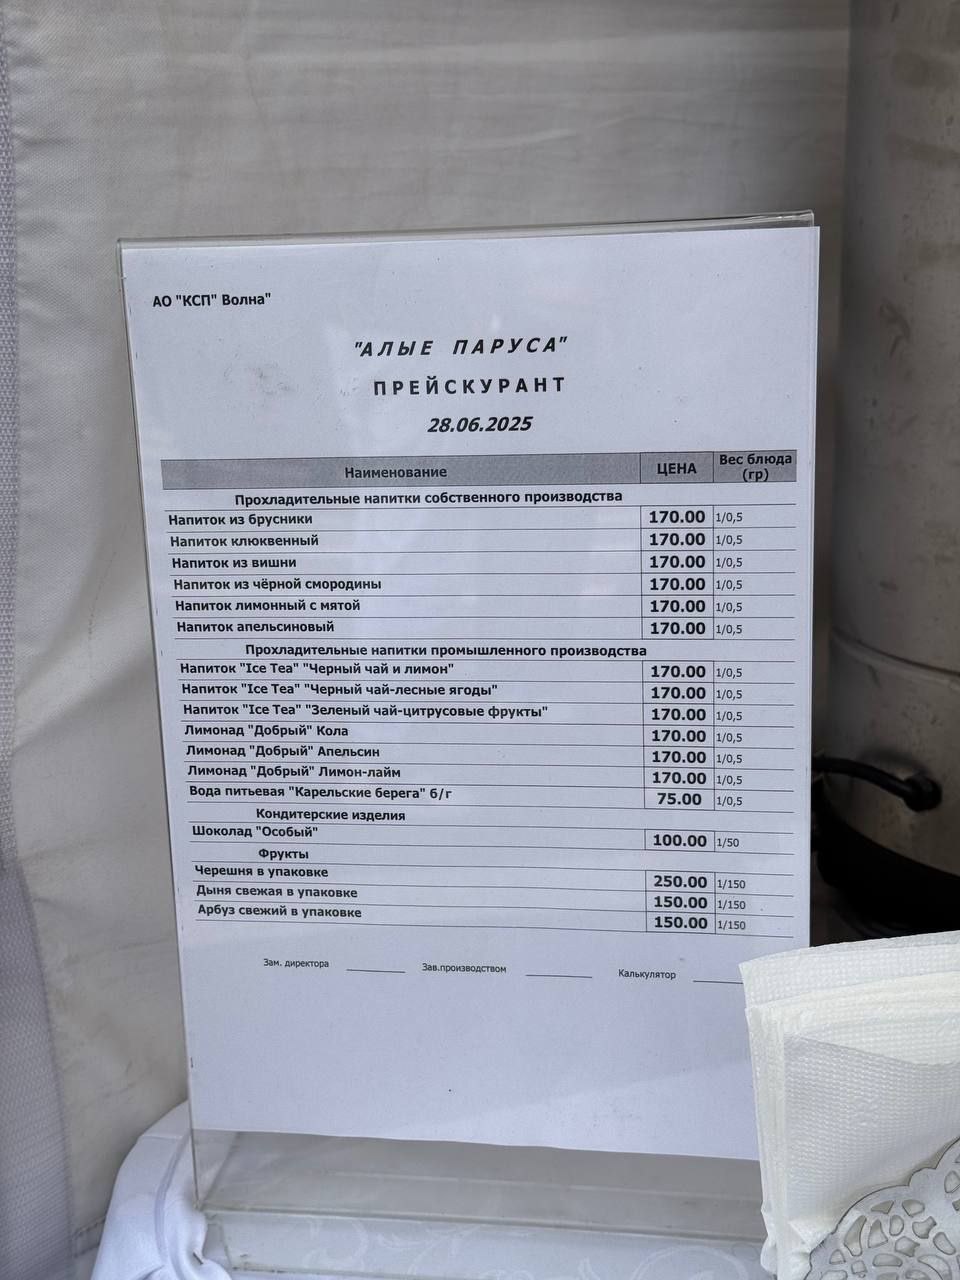 АО "КСП" Волна"
"АЛЫЕ ПАРУСА"
ПРЕЙСКУРАНТ
28.06.2025
Наименование ЦЕНА Вес блюда (гр)
Прохладительные напитки собственного производства
Напиток из брусники 170.00 1/0,5
Напиток клюквенный 170.00 1/0,5
Напиток из вишни 170.00 1/0,5
Напиток из чёрной смородины 170.00 1/0,5
Напиток лимонный с мятой 170.00 1/0,5
Напиток апельсиновый 170.00 1/0,5
Прохладительные напитки промышленного производства
Напиток "Ice Tea" "Черный чай и лимон" 170.00 1/0,5
Напиток "Ice Tea" "Черный чай-лесные ягоды" 170.00 1/0,5
Напиток "Ice Tea" "Зеленый чай-цитрусовые фрукты" 170.00 1/0,5
Лимонад "Добрый" Кола 170.00 1/0,5
Лимонад "Добрый" Апельсин 170.00 1/0,5
Лимонад "Добрый" Лимон-лайм 170.00 1/0,5
Вода питьевая "Карельские берега" б/г 75.00 1/0,5
Кондитерские изделия
Шоколад "Особый" 100.00 1/50
Фрукты
Черешня в упаковке 250.00 1/150
Дыня свежая в упаковке 150.00 1/150
Арбуз свежий в упаковке 150.00 1/150
Зам. директора Зав.производством Калькулятор